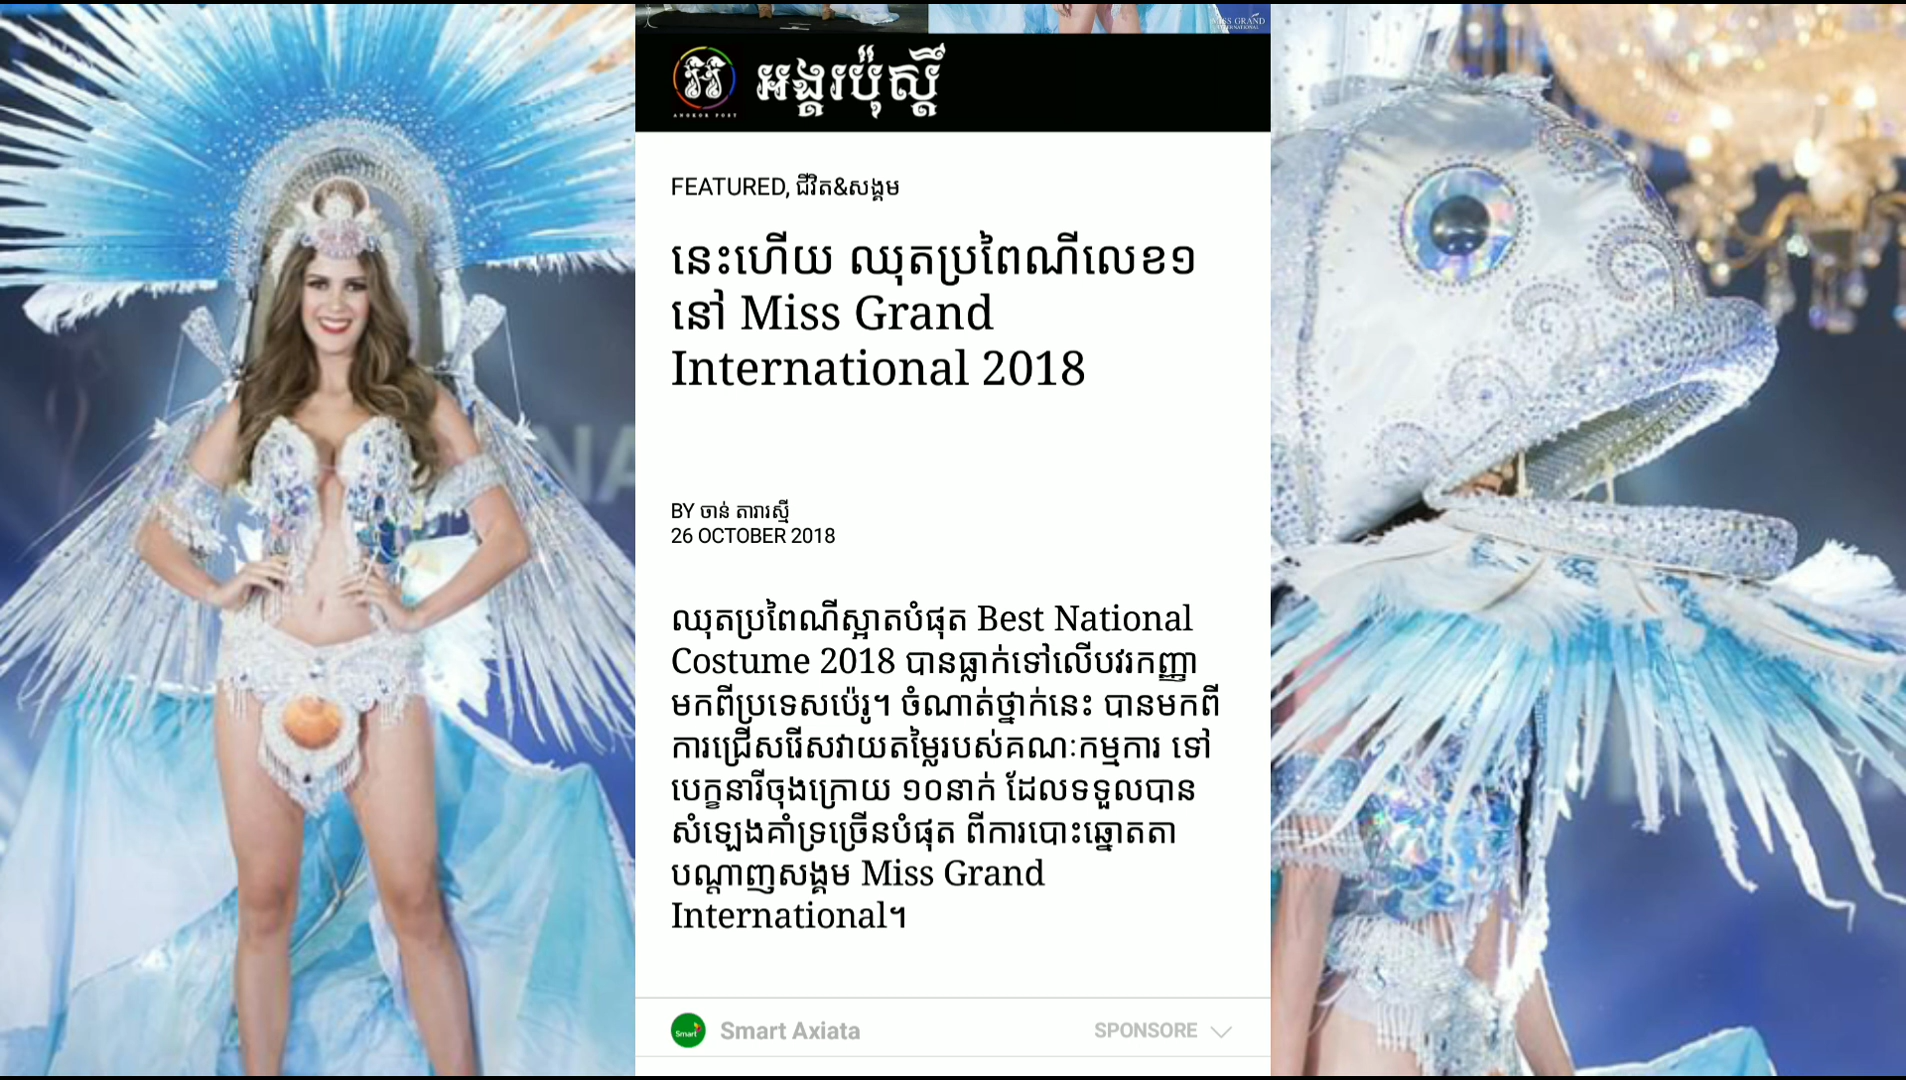 MISS GRAND
INTERNATIONAL
អង្គរប៉ុស្តិ៍
ANGKOR POST
FEATURED, ជីវិត&សង្គម
នេះហើយ ឈុតប្រពៃណីលេខ១
នៅ Miss Grand
International 2018
BY ចាន់ តារារស្មី
26 OCTOBER 2018
ឈុតប្រពៃណីស្អាតបំផុត Best National
Costume 2018 បានធ្លាក់ទៅលើបវរកញ្ញា
មកពីប្រទេសប៉េរូ។ ចំណាត់ថ្នាក់នេះ បានមកពី
ការជ្រើសរើសវាយតម្លៃរបស់គណៈកម្មការ ទៅ
បេក្ខនារីចុងក្រោយ ១០នាក់ ដែលទទួលបាន
សំឡេងគាំទ្រច្រើនបំផុត ពីការបោះឆ្នោតតា
បណ្តាញសង្គម Miss Grand
International។
Smart
Smart Axiata
SPONSORE